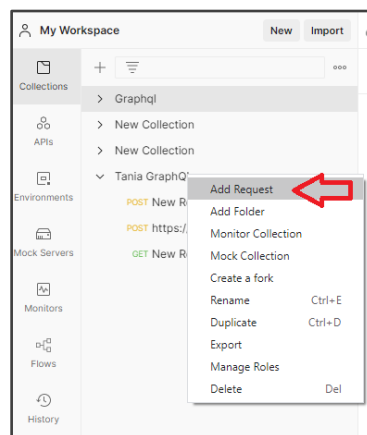 My Workspace New Import
Collections
Graphql
New Collection
APIs
New Collection
Tania GraphQl
Add Request
Environments
POST New R
Add Folder
POST https:/
Monitor Collection
Mock Servers
GET New R
Mock Collection
Create a fork
Monitors
Rename Ctrl+E
Duplicate Ctrl+D
Flows
Export
Manage Roles
History
Delete Del